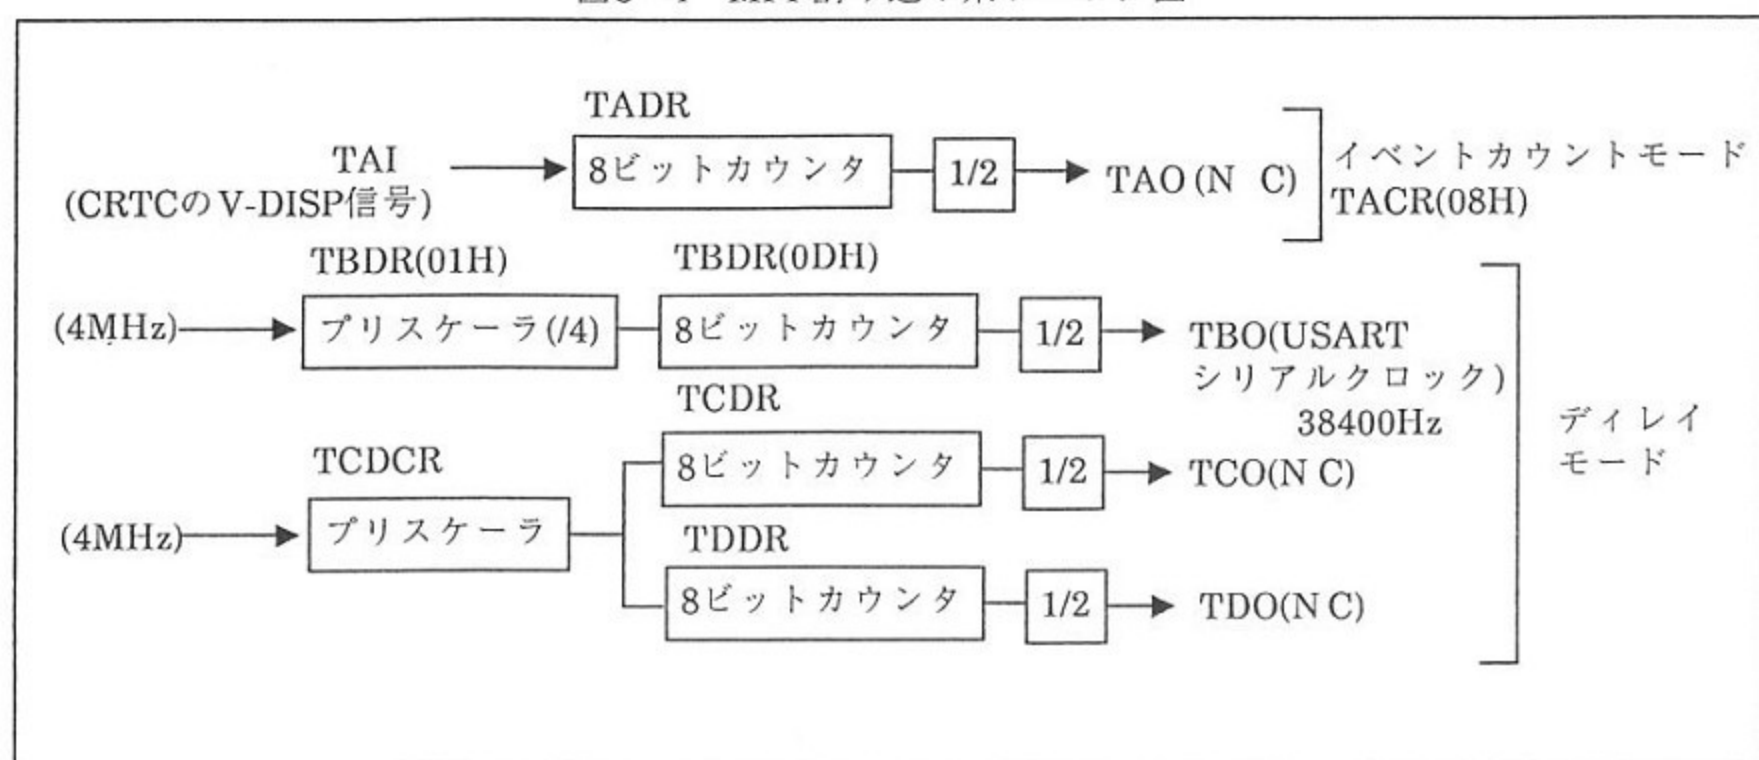 TADR
TAI
(CRTCのV-DISP信号)
8ビットカウンタ
1/2
TAO(N C)
イベントカウントモード
TACR(08H)
TBDR(01H)
TBDR(0DH)
(4MHz)
プリスケーラ(/4)
8ビットカウンタ
1/2
TBO(USART
シリアルクロック)
38400Hz
TCDR
TCDCR
8ビットカウンタ
1/2
TCO(N C)
(4MHz)
プリスケーラ
TDDR
8ビットカウンタ
1/2
TDO(N C)
ディレイ
モード